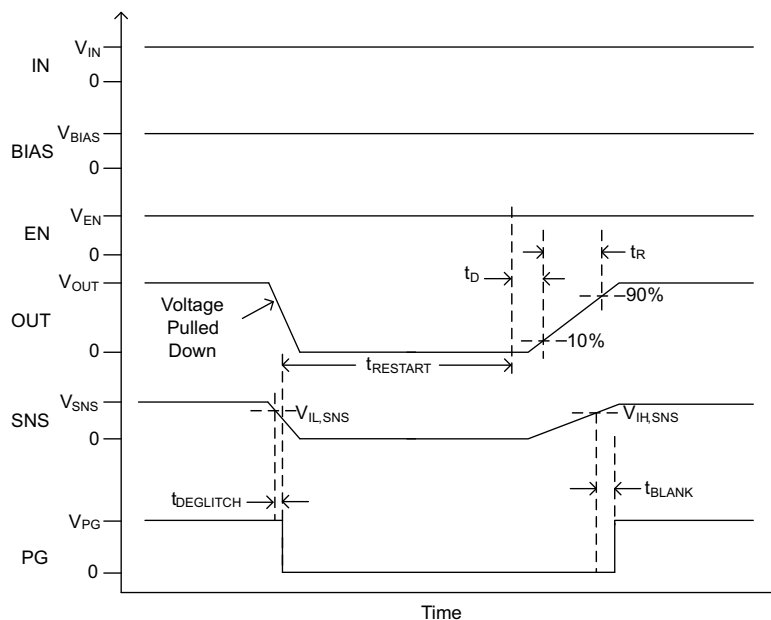 V_IN
IN
0
V_BIAS
BIAS
0
V_EN
EN
0
t_R
t_D
V_OUT
90%
Voltage
Pulled
Down
OUT
10%
0
t_RESTART
V_SNS
V_IL,SNS
V_IH,SNS
SNS
0
t_DEGLITCH
t_BLANK
V_PG
PG
0
Time